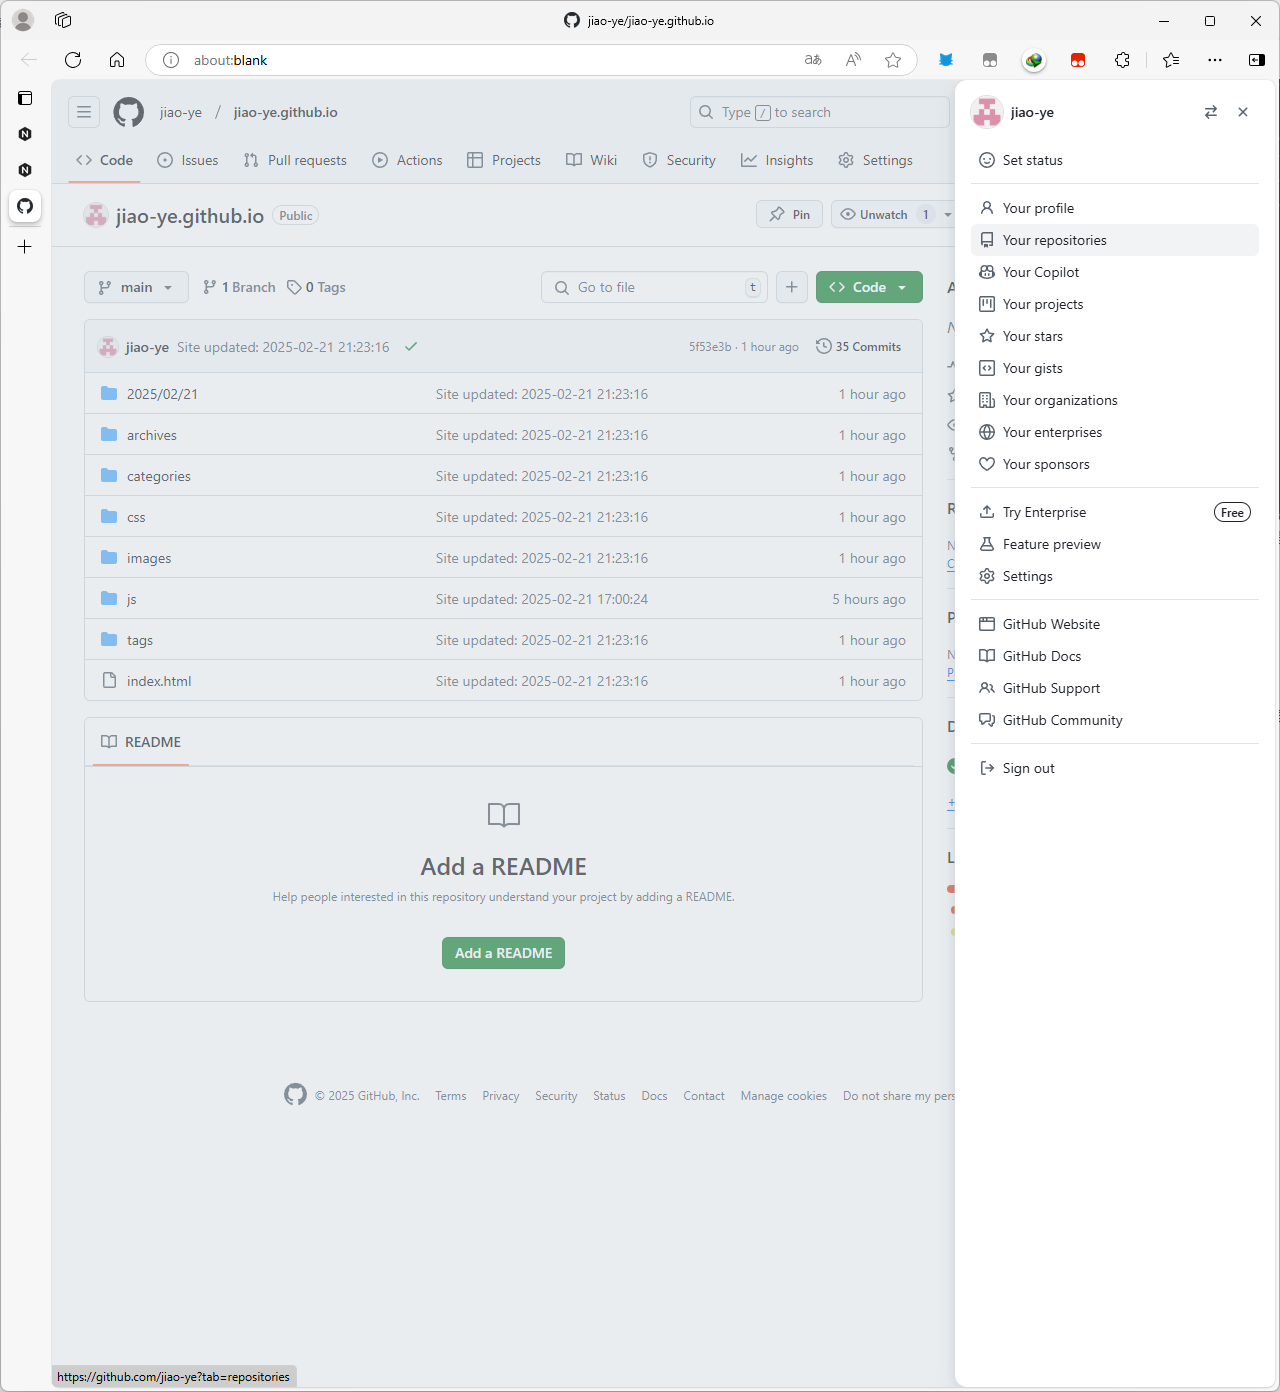 jiao-ye/jiao-ye.github.io
about:blank
jiao-ye / jiao-ye.github.io
Type / to search
Code Issues Pull requests Actions Projects Wiki Security Insights Settings
jiao-ye.github.io Public
Pin
Unwatch 1
main
1 Branch
0 Tags
Go to file t
Code
jiao-ye Site updated: 2025-02-21 21:23:16
5f53e3b · 1 hour ago
35 Commits
2025/02/21 Site updated: 2025-02-21 21:23:16 1 hour ago
archives Site updated: 2025-02-21 21:23:16 1 hour ago
categories Site updated: 2025-02-21 21:23:16 1 hour ago
css Site updated: 2025-02-21 21:23:16 1 hour ago
images Site updated: 2025-02-21 21:23:16 1 hour ago
js Site updated: 2025-02-21 17:00:24 5 hours ago
tags Site updated: 2025-02-21 21:23:16 1 hour ago
index.html Site updated: 2025-02-21 21:23:16 1 hour ago
README
Add a README
Help people interested in this repository understand your project by adding a README.
Add a README
© 2025 GitHub, Inc. Terms Privacy Security Status Docs Contact Manage cookies Do not share my pers
jiao-ye
Set status
Your profile
Your repositories
Your Copilot
Your projects
Your stars
Your gists
Your organizations
Your enterprises
Your sponsors
Try Enterprise Free
Feature preview
Settings
GitHub Website
GitHub Docs
GitHub Support
GitHub Community
Sign out
https://github.com/jiao-ye?tab=repositories